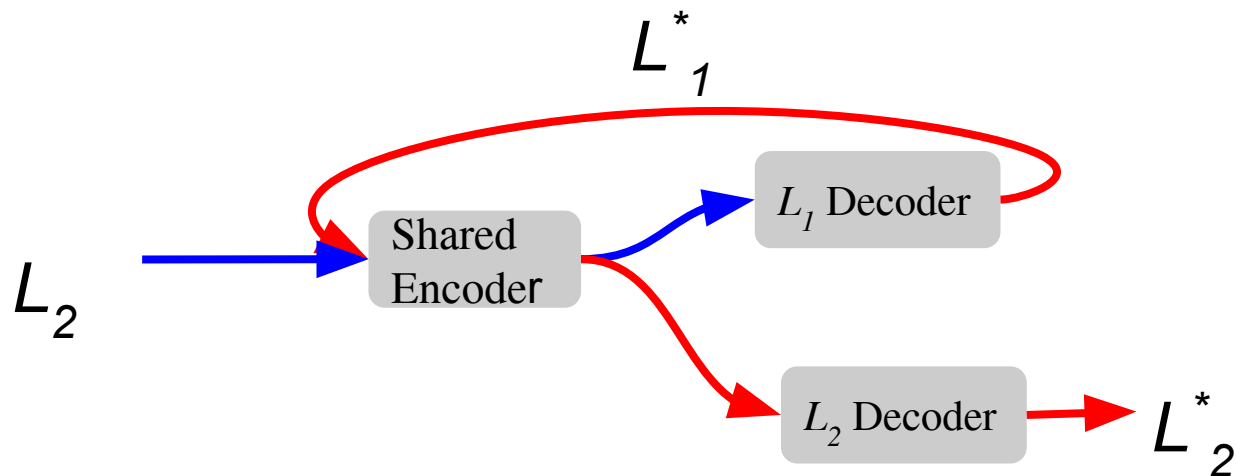 L*1
L1 Decoder
Shared
Encoder
L2
L2 Decoder
L*2